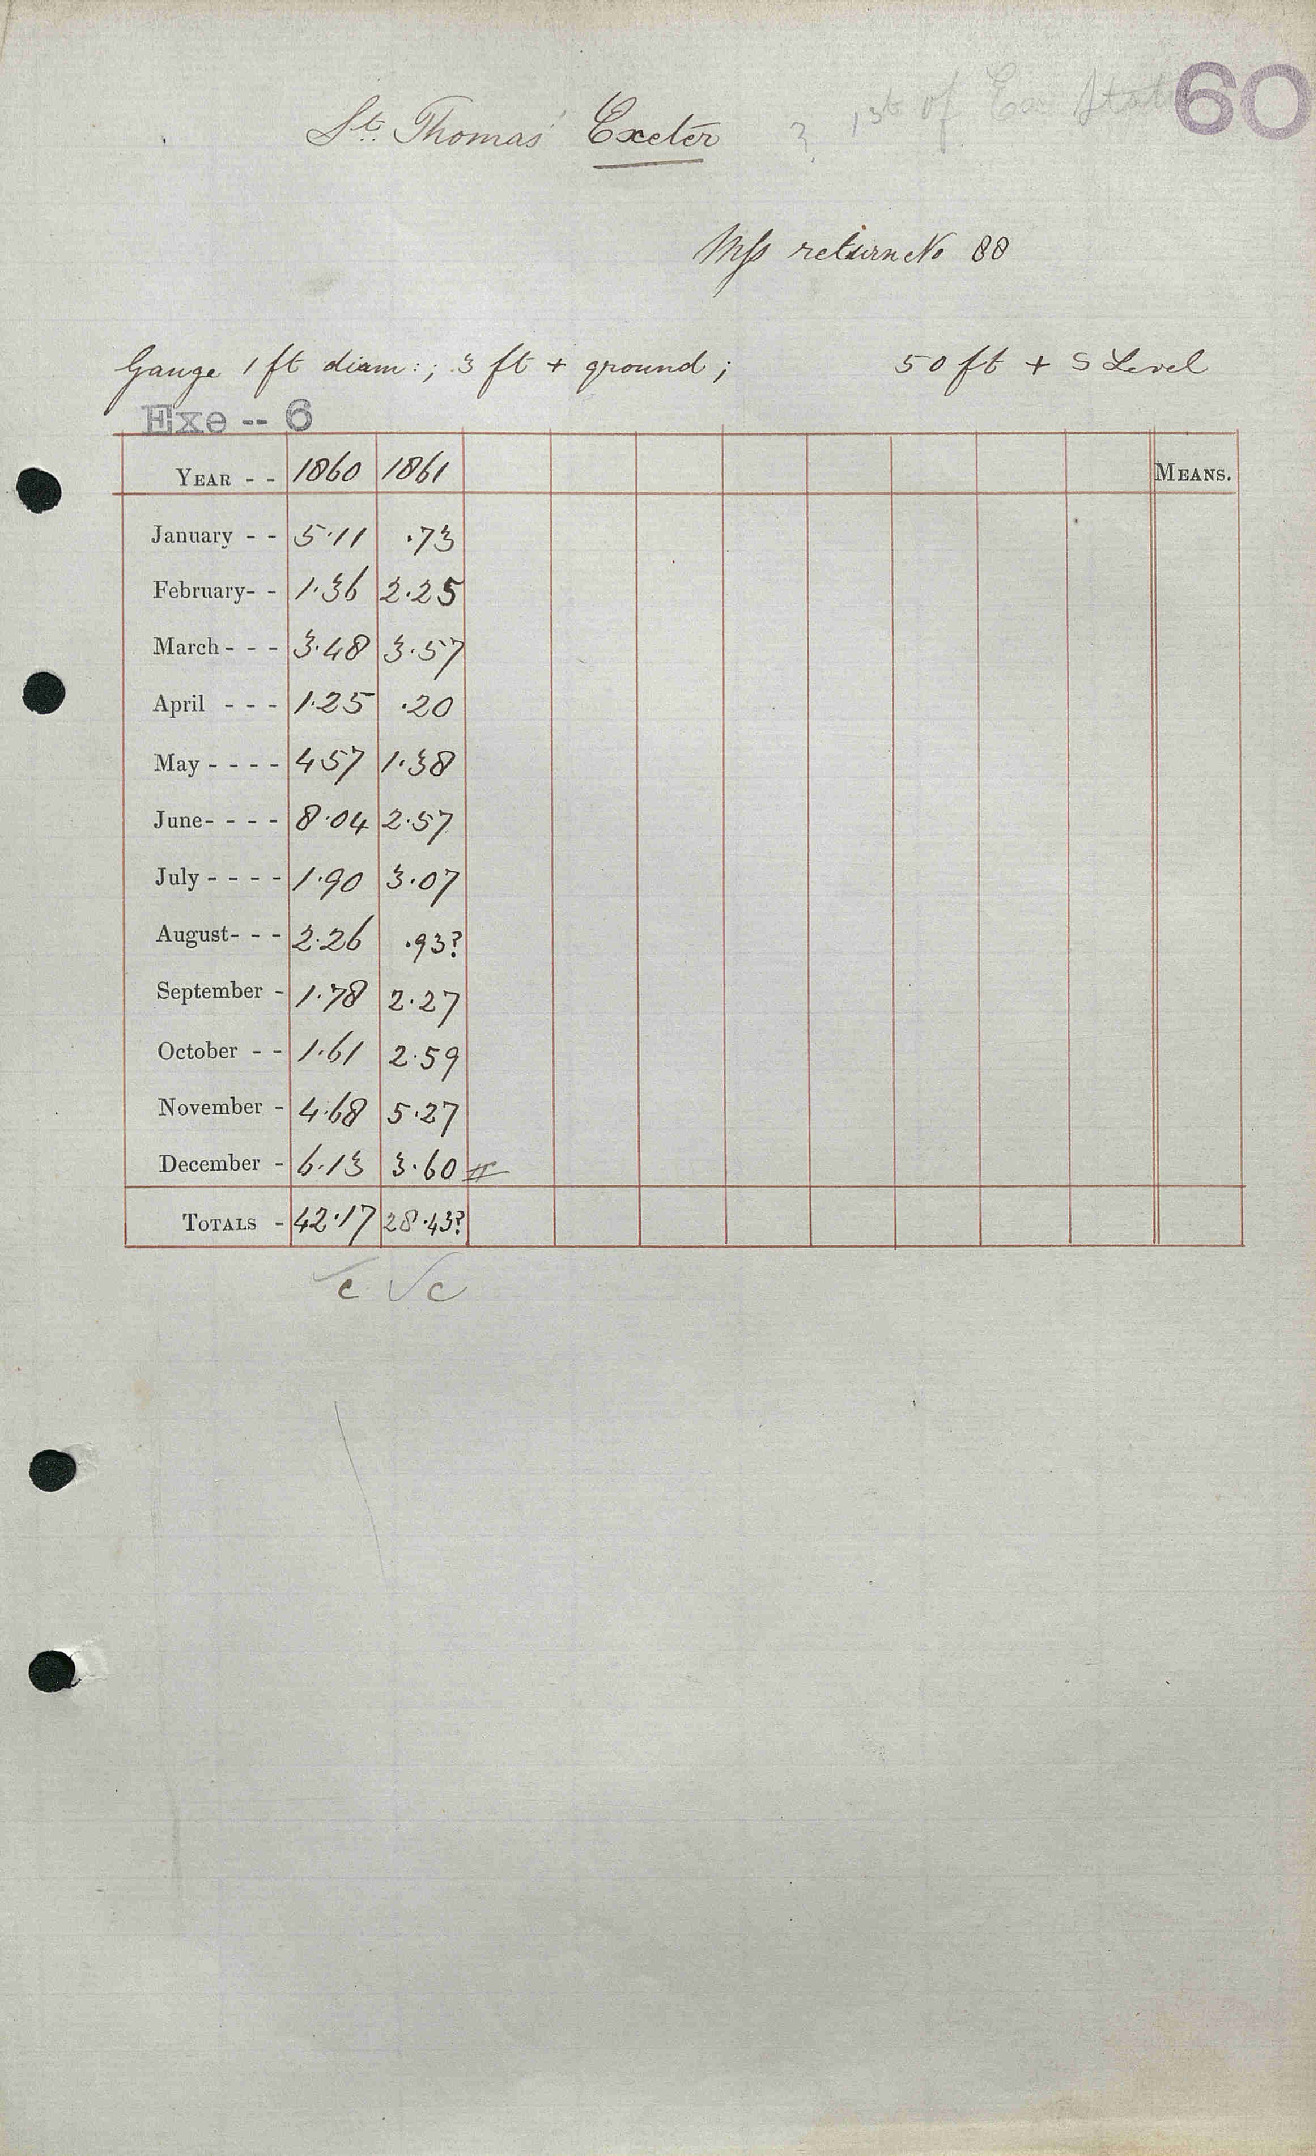 60
St. Thomas' Exeter ? 1st of Exe
Mss return No 88
Gauge 1 ft diam: ; 3 ft + ground ; 50 ft + S Level
Exe -- 6
YEAR - - 1860 1861 MEANS.
January - - 5.11 .73
February- - 1.36 2.25
March - - - 3.48 3.57
April - - - 1.25 .20
May - - - - 4.57 1.38
June- - - - 8.04 2.57
July - - - - 1.90 3.07
August- - - 2.26 .93?
September - 1.78 2.27
October - - 1.61 2.59
November - 4.68 5.27
December - 6.13 3.60
TOTALS - 42.17 28.43?
c √c